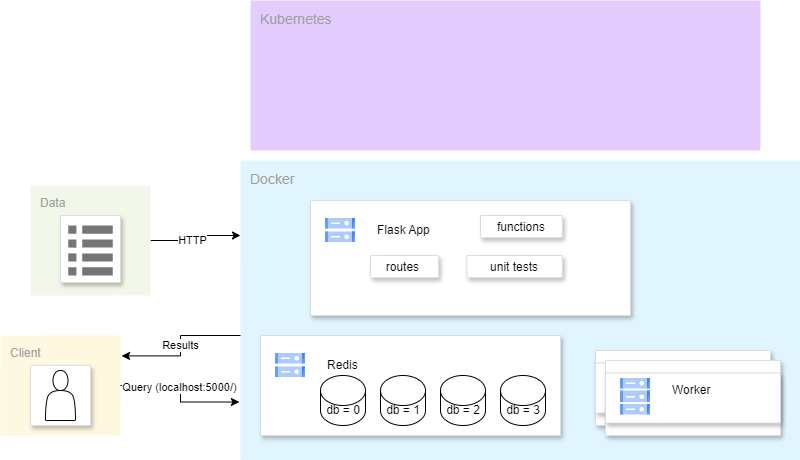 Kubernetes
Docker
Data
Flask App
functions
HTTP
routes
unit tests
Results
Client
Redis
Query (localhost:5000/)
db = 0
db = 1
db = 2
db = 3
Worker